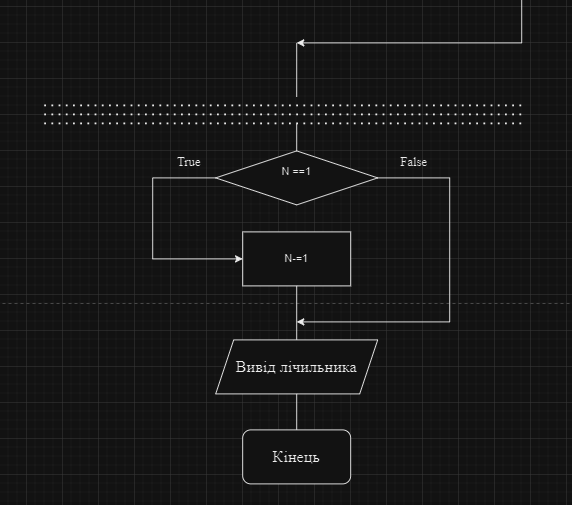 True
N ==1
False
N-=1
Вивід лічильника
Кінець